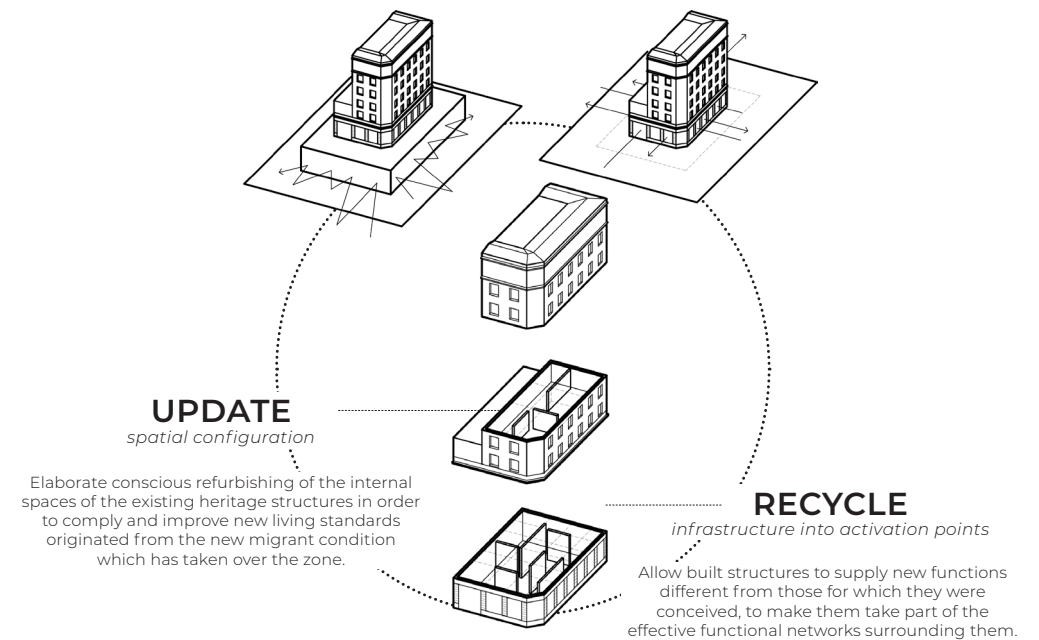 UPDATE
spatial configuration
Elaborate conscious refurbishing of the internal
spaces of the existing heritage structures in order
to comply and improve new living standards
originated from the new migrant condition
which has taken over the zone.
RECYCLE
infrastructure into activation points
Allow built structures to supply new functions
different from those for which they were
conceived, to make them take part of the
effective functional networks surrounding them.